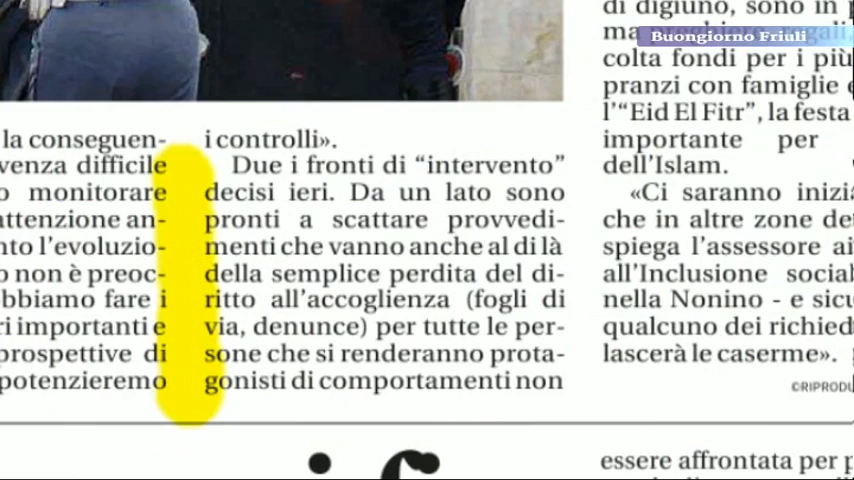 Buongiorno Friuli
la conseguen-
venza difficile
o monitorare
attenzione an-
nto l'evoluzio-
o non è preoc-
obbiamo fare i
ri importanti e
prospettive di
potenzieremo
i controlli».
Due i fronti di “intervento”
decisi ieri. Da un lato sono
pronti a scattare provvedi-
menti che vanno anche al di là
della semplice perdita del di-
ritto all'accoglienza (fogli di
via, denunce) per tutte le per-
sone che si renderanno prota-
gonisti di comportamenti non
di digiuno, sono in p
ma
colta fondi per i più
pranzi con famiglie
l'“Eid El Fitr”, la festa
importante per
dell'Islam.
«Ci saranno inizia
che in altre zone de
spiega l'assessore a
all'Inclusione social
nella Nonino - e sicu
qualcuno dei richied
lascerà le caserme».
©RIPRODU
essere affrontata per p